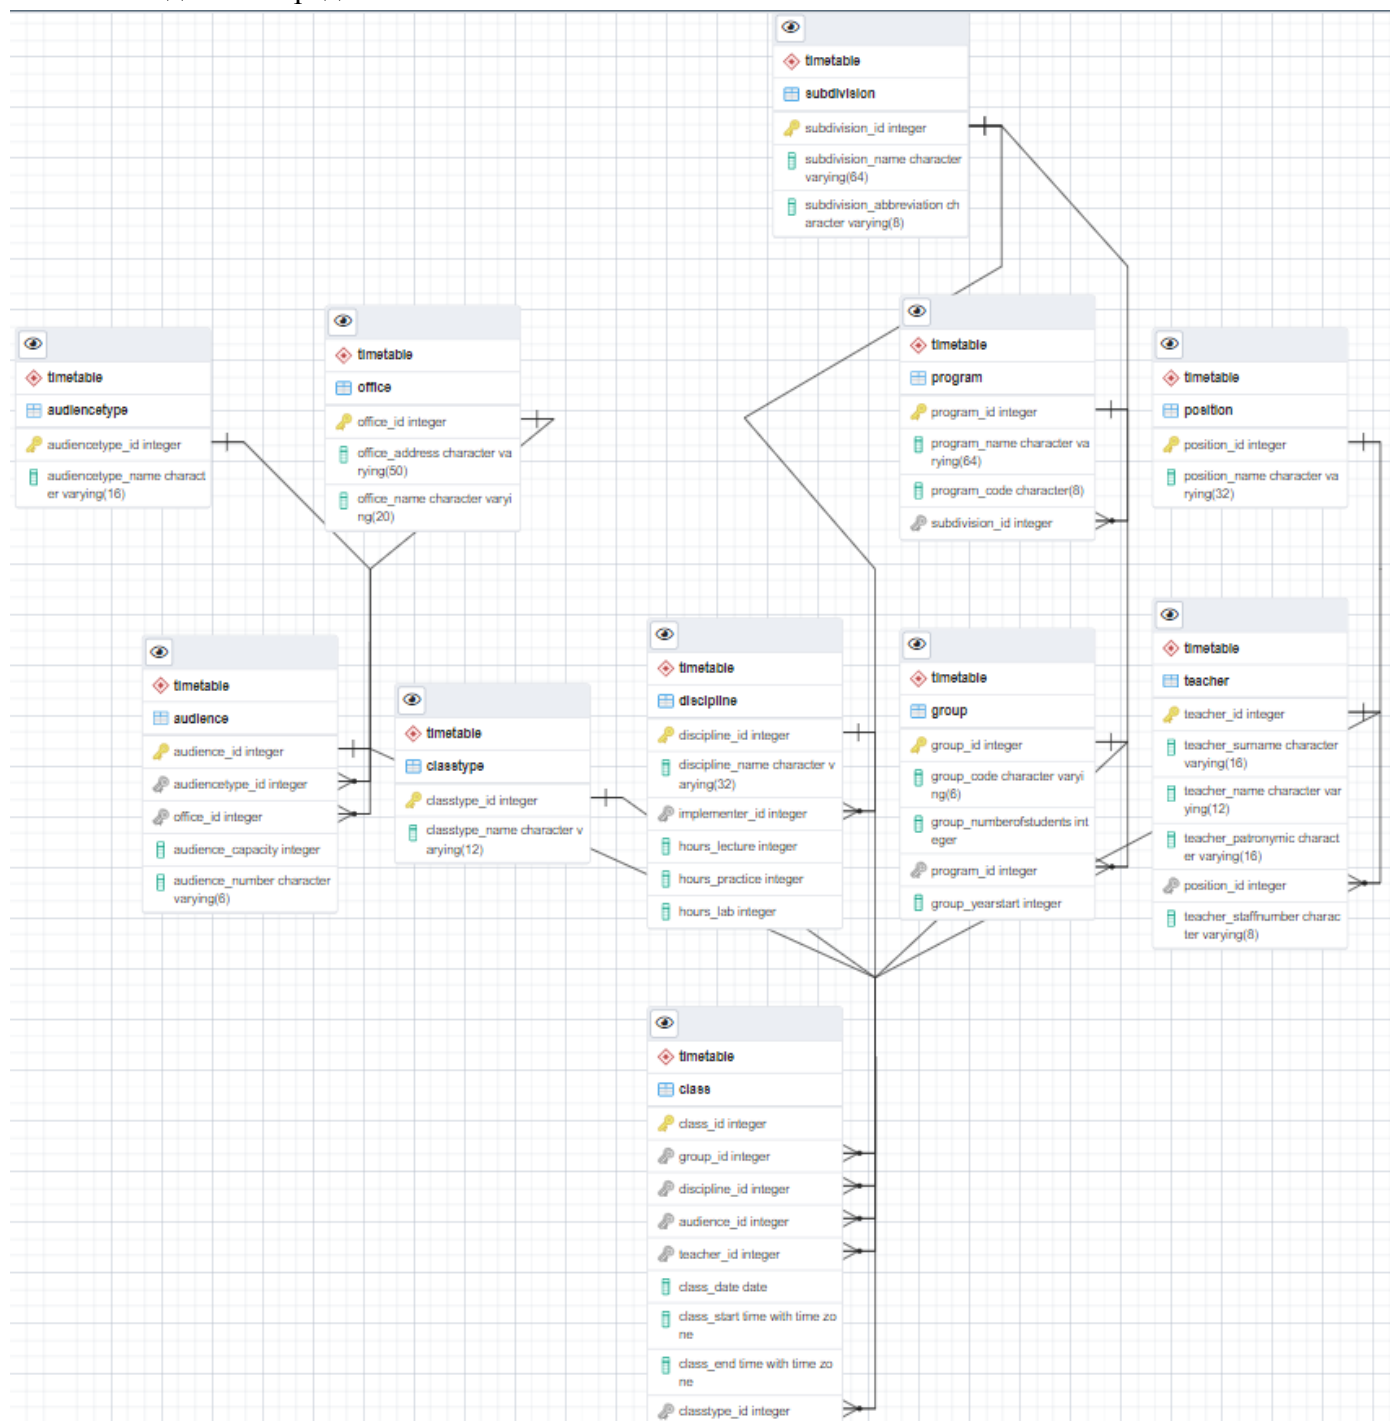 timetable
subdivision
subdivision_id integer
subdivision_name character
varying(64)
subdivision_abbreviation ch
aracter varying(8)
timetable
audiencetype
audiencetype_id integer
audiencetype_name charact
er varying(16)
timetable
office
office_id integer
office_address character va
rying(50)
office_name character varyi
ng(20)
timetable
program
program_id integer
program_name character va
rying(64)
program_code character(8)
subdivision_id integer
timetable
position
position_id integer
position_name character va
rying(32)
timetable
audience
audience_id integer
audiencetype_id integer
office_id integer
audience_capacity integer
audience_number character
varying(6)
timetable
classtype
classtype_id integer
classtype_name character v
arying(12)
timetable
discipline
discipline_id integer
discipline_name character v
arying(32)
implementer_id integer
hours_lecture integer
hours_practice integer
hours_lab integer
timetable
group
group_id integer
group_code character varyi
ng(6)
group_numberofstudents int
eger
program_id integer
group_yearstart integer
timetable
teacher
teacher_id integer
teacher_surname character
varying(16)
teacher_name character var
ying(12)
teacher_patronymic charact
er varying(16)
position_id integer
teacher_staffnumber charac
ter varying(8)
timetable
class
class_id integer
group_id integer
discipline_id integer
audience_id integer
teacher_id integer
class_date date
class_start time with time zo
ne
class_end time with time zo
ne
classtype_id integer